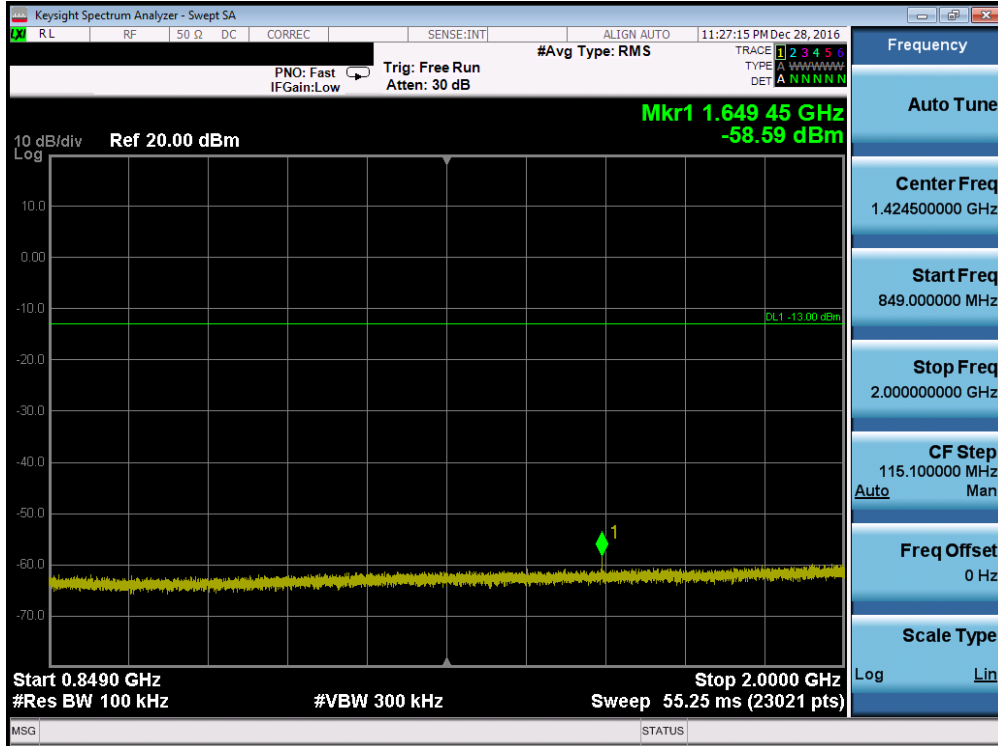 Keysight Spectrum Analyzer - Swept SA
LXI RL RF 50 Ω DC CORREC SENSE:INT ALIGN AUTO 11:27:15 PM Dec 28, 2016
#Avg Type: RMS TRACE 1 2 3 4 5 6
PNO: Fast Trig: Free Run TYPE A WWWWW
IFGain:Low Atten: 30 dB DET A N N N N N
Mkr1 1.649 45 GHz
-58.59 dBm
10 dB/div Ref 20.00 dBm
Log
10.0
0.00
-10.0
DL1 -13.00 dBm
-20.0
-30.0
-40.0
-50.0
1
-60.0
-70.0
Start 0.8490 GHz Stop 2.0000 GHz
#Res BW 100 kHz #VBW 300 kHz Sweep 55.25 ms (23021 pts)
MSG STATUS
Frequency
Auto Tune
Center Freq
1.424500000 GHz
Start Freq
849.000000 MHz
Stop Freq
2.000000000 GHz
CF Step
115.100000 MHz
Auto Man
Freq Offset
0 Hz
Scale Type
Log Lin